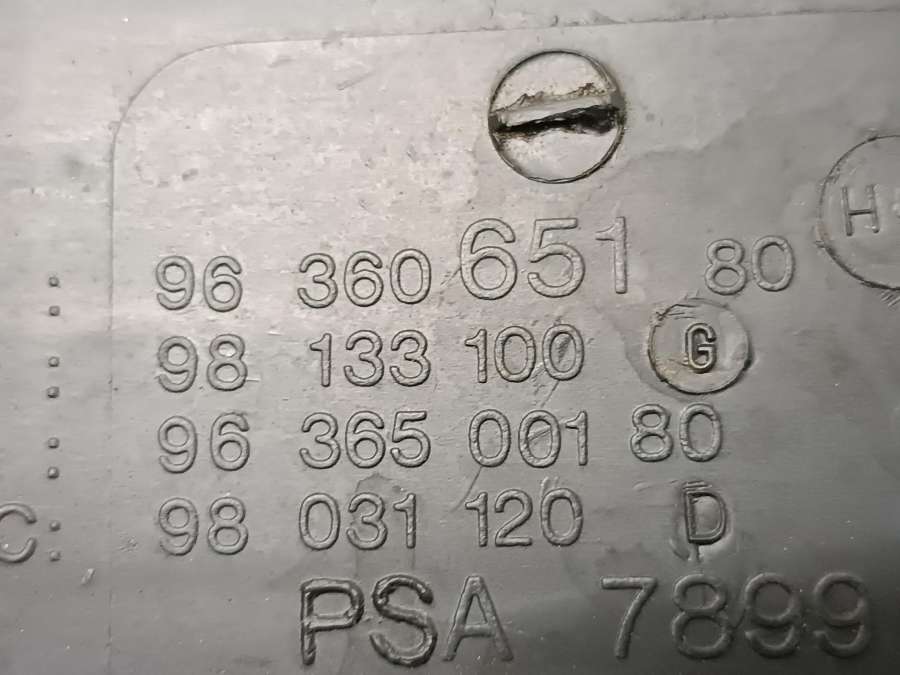 H
: 96 360 651 80
: 98 133 100 G
: 96 365 001 80
C: 98 031 120 D
PSA 7899